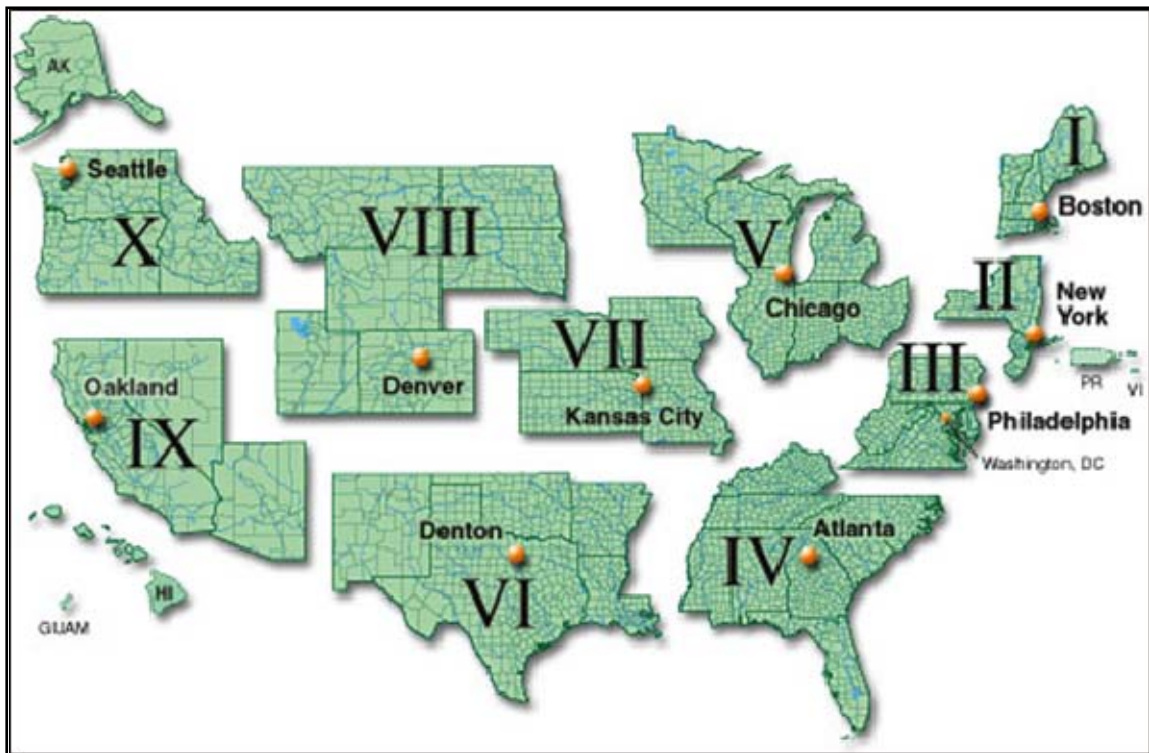 AK
Seattle
X
VIII
V
I
Boston
II
New
York
Chicago
VII
III
PR
VI
Denver
Oakland
Kansas City
Philadelphia
IX
Washington, DC
Denton
Atlanta
IV
VI
HI
GUAM